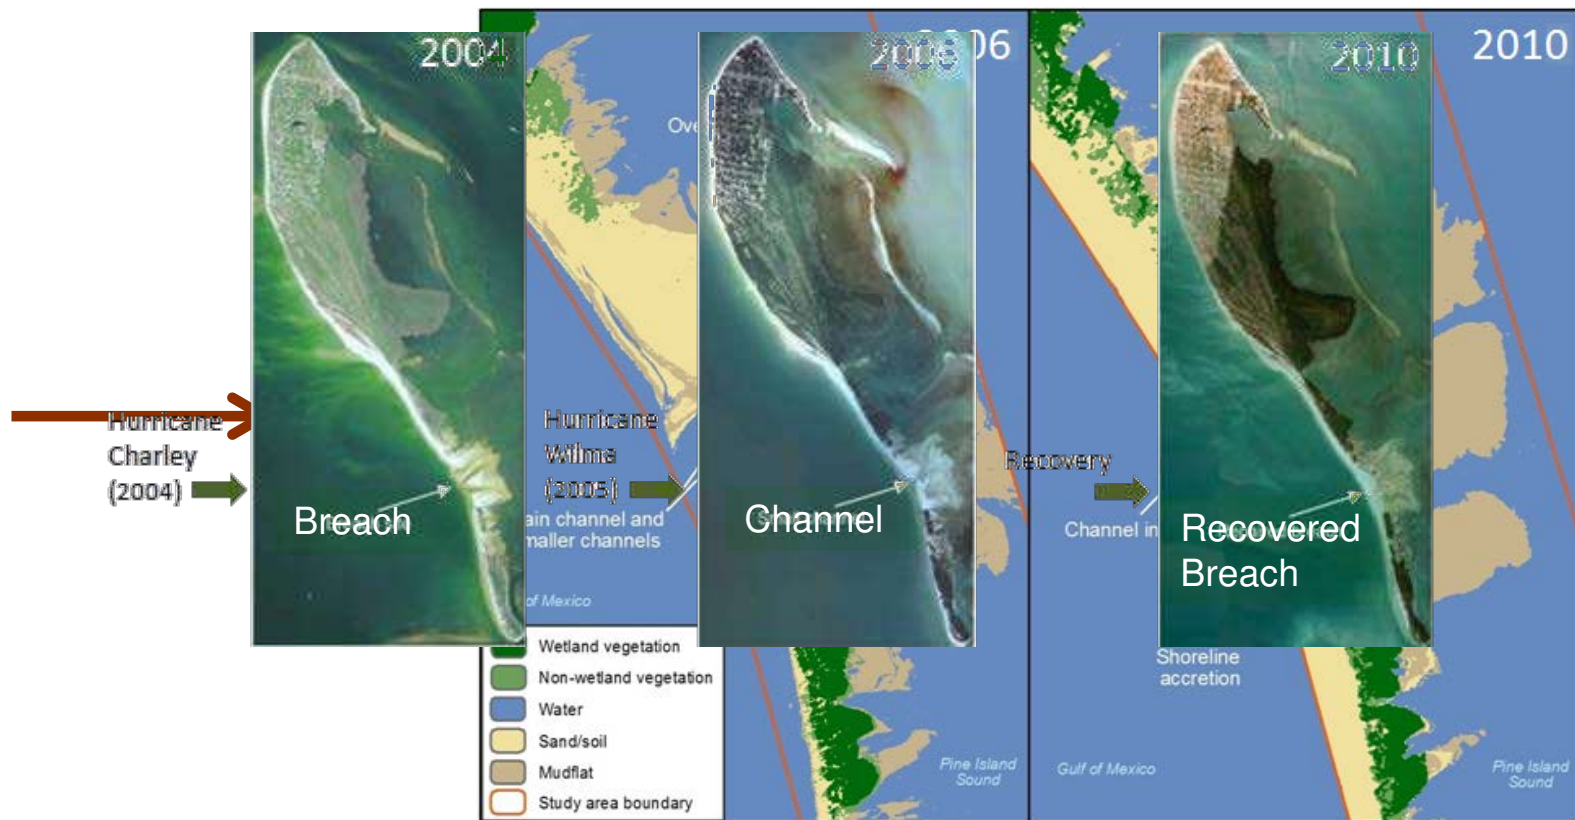 2004
2006
06
2010
2010
Hurricane
Charley
(2004)
Breach
Hurricane
Wilma
(2005)
ain channel and
maller channels
of Mexico
Channel
Recovery
Channel in
Recovered
Breach
Wetland vegetation
Non-wetland vegetation
Water
Sand/soil
Mudflat
Study area boundary
Pine Island
Sound
Shoreline
accretion
Gulf of Mexico
Pine Island
Sound